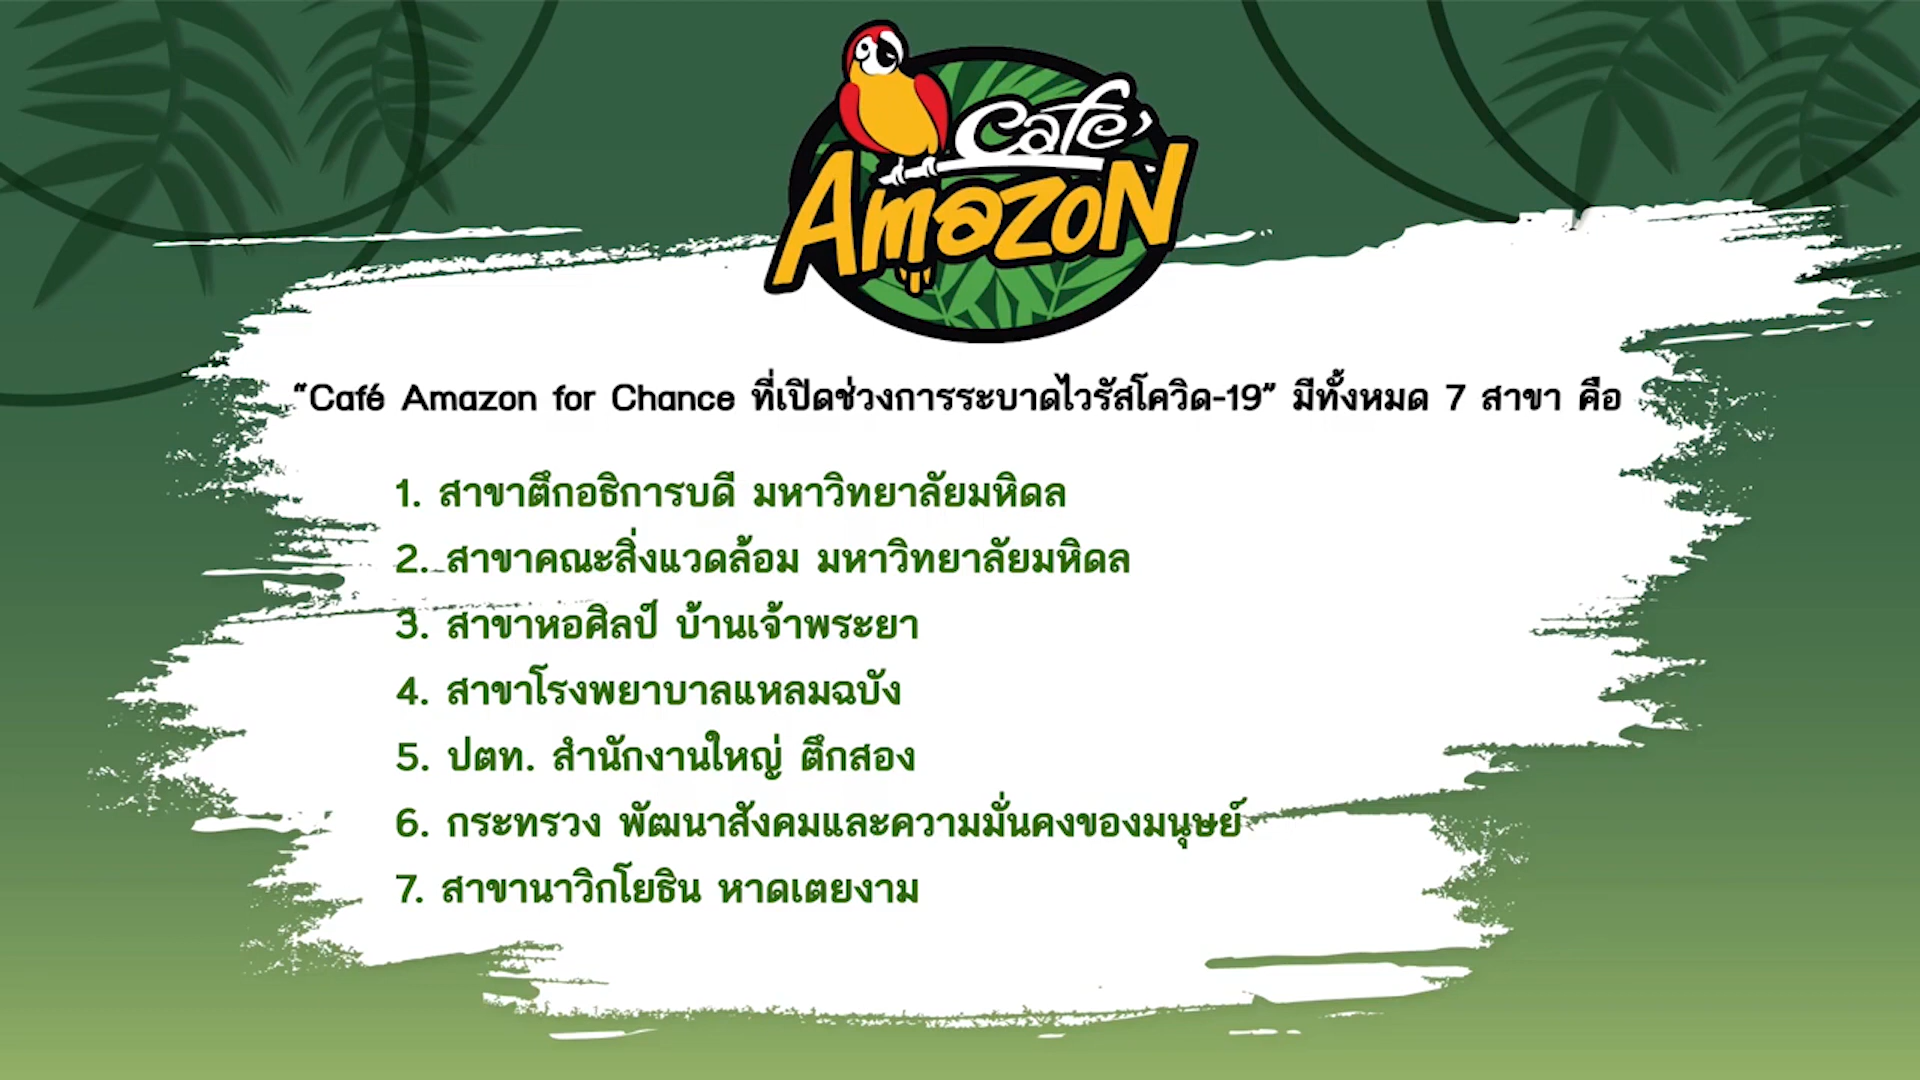 Café
AmazoN
“Café Amazon for Chance ที่เปิดช่วงการระบาดไวรัสโควิด-19” มีทั้งหมด 7 สาขา คือ
1. สาขาตึกอธิการบดี มหาวิทยาลัยมหิดล
2. สาขาคณะสิ่งแวดล้อม มหาวิทยาลัยมหิดล
3. สาขาหอศิลป์ บ้านเจ้าพระยา
4. สาขาโรงพยาบาลแหลมฉบัง
5. ปตท. สำนักงานใหญ่ ตึกสอง
6. กระทรวง พัฒนาสังคมและความมั่นคงของมนุษย์
7. สาขานาวิกโยธิน หาดเตยงาม